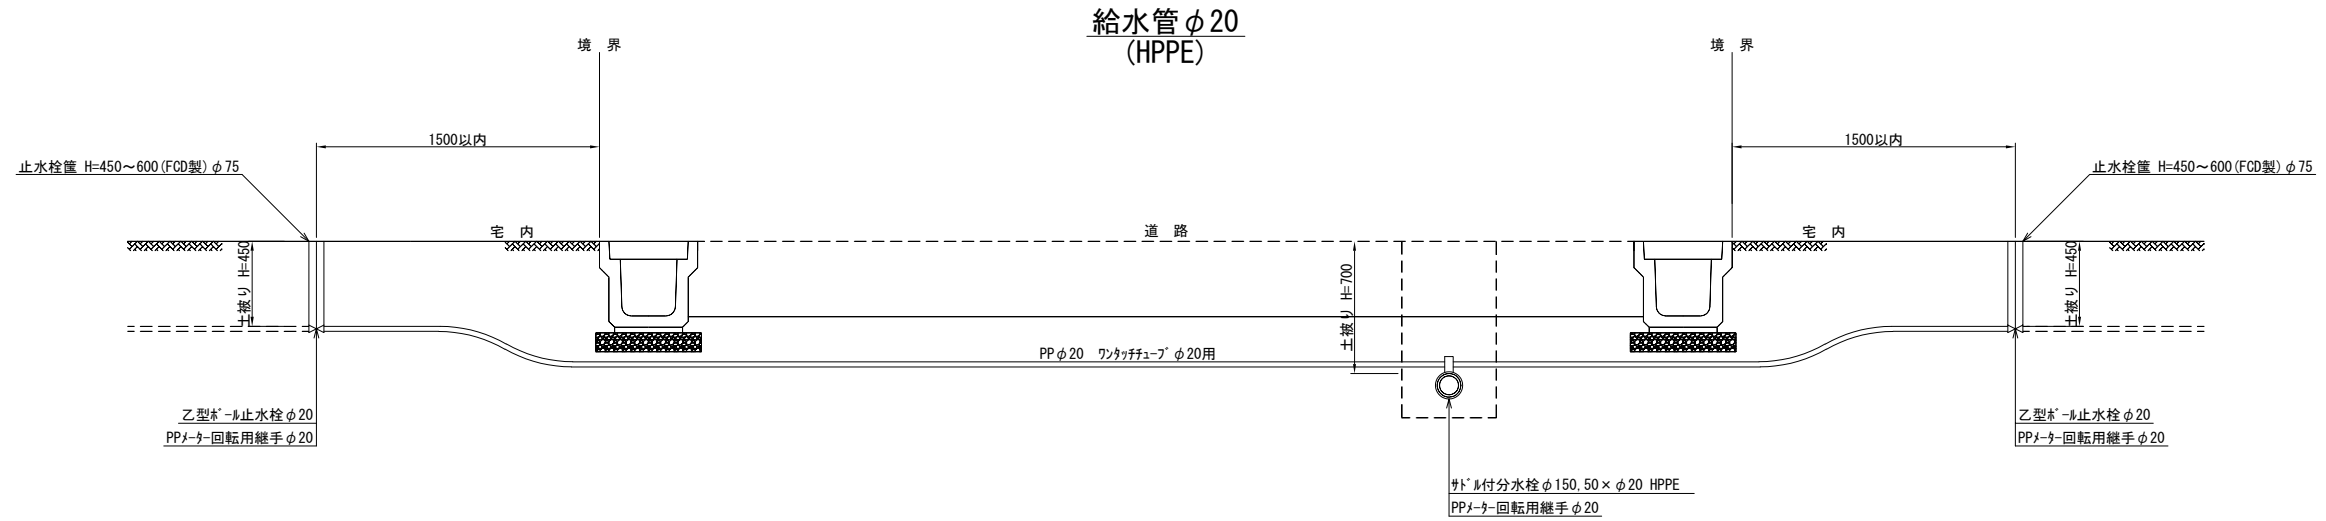 給水管φ20
(HPPE)
境 界
境 界
1500以内
1500以内
止水栓筐 H=450～600(FCD製)φ75
止水栓筐 H=450～600(FCD製)φ75
宅 内
道 路
宅 内
土被り H=450
土被り H=700
土被り H=450
PPφ20 ﾜﾝﾀｯﾁﾁｭｰﾌﾞφ20用
乙型ﾎﾞｰﾙ止水栓φ20
PPﾒｰﾀｰ回転用継手φ20
乙型ﾎﾞｰﾙ止水栓φ20
PPﾒｰﾀｰ回転用継手φ20
ｻﾄﾞﾙ付分水栓φ150,50×φ20 HPPE
PPﾒｰﾀｰ回転用継手φ20